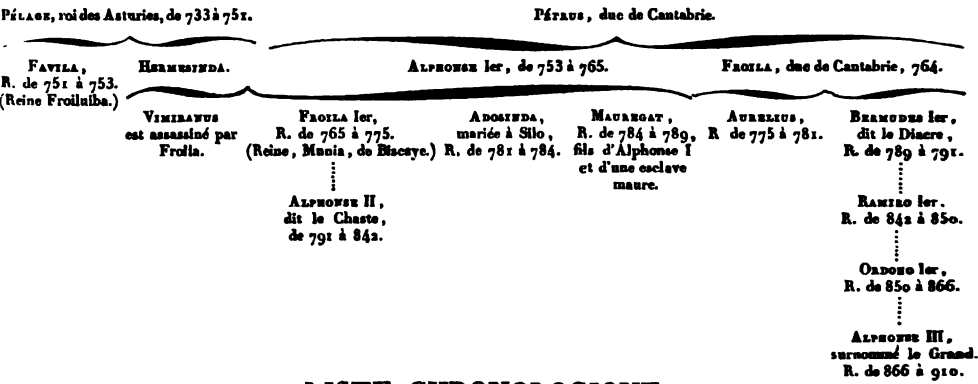 PÉLAGE, roi des Asturies, de 733 à 751.
PÉTRUS, duc de Cantabrie.
FAVILA,
R. de 751 à 753.
(Reine Froiluiba.)
HERMESINDA.
ALPHONSE Ier, de 753 à 765.
FROILA, duc de Cantabrie, 764.
VIMIRANUS
est assassiné par
Froila.
FROILA Ier,
R. de 765 à 775.
(Reine, Munia, de Biscaye.)
ADOSINDA,
mariée à Silo,
R. de 781 à 784.
MAUREGAT,
R. de 784 à 789,
fils d'Alphonse I
et d'une esclave
maure.
AURELIUS,
R de 775 à 781.
BERMUDES Ier,
dit le Diacre,
R. de 789 à 791.
ALPHONSE II,
dit le Chaste,
de 791 à 842.
RAMIRO Ier.
R. de 842 à 850.
ORDONO Ier,
R. de 850 à 866.
ALPHONSE III,
surnommé le Grand.
R. de 866 à 910.
LISTE CHRONOLOGIQUE